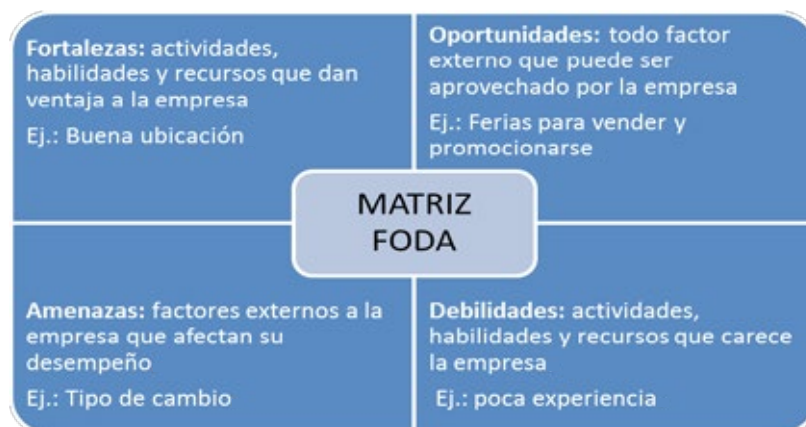 Fortalezas: actividades,
habilidades y recursos que dan
ventaja a la empresa
Ej.: Buena ubicación
Oportunidades: todo factor
externo que puede ser
aprovechado por la empresa
Ej.: Ferias para vender y
promocionarse
MATRIZ
FODA
Amenazas: factores externos a la
empresa que afectan su
desempeño
Ej.: Tipo de cambio
Debilidades: actividades,
habilidades y recursos que carece
la empresa
Ej.: poca experiencia